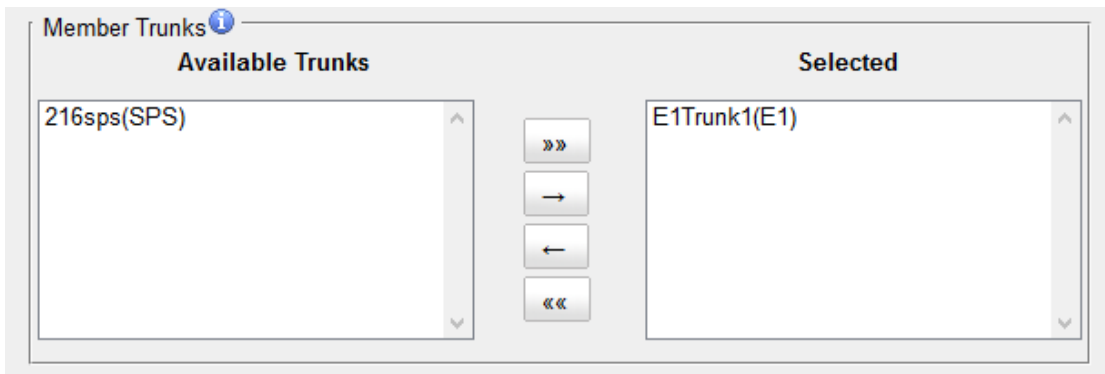 Member Trunks
Available Trunks
Selected
216sps(SPS)
E1Trunk1(E1)
»»
→
←
««